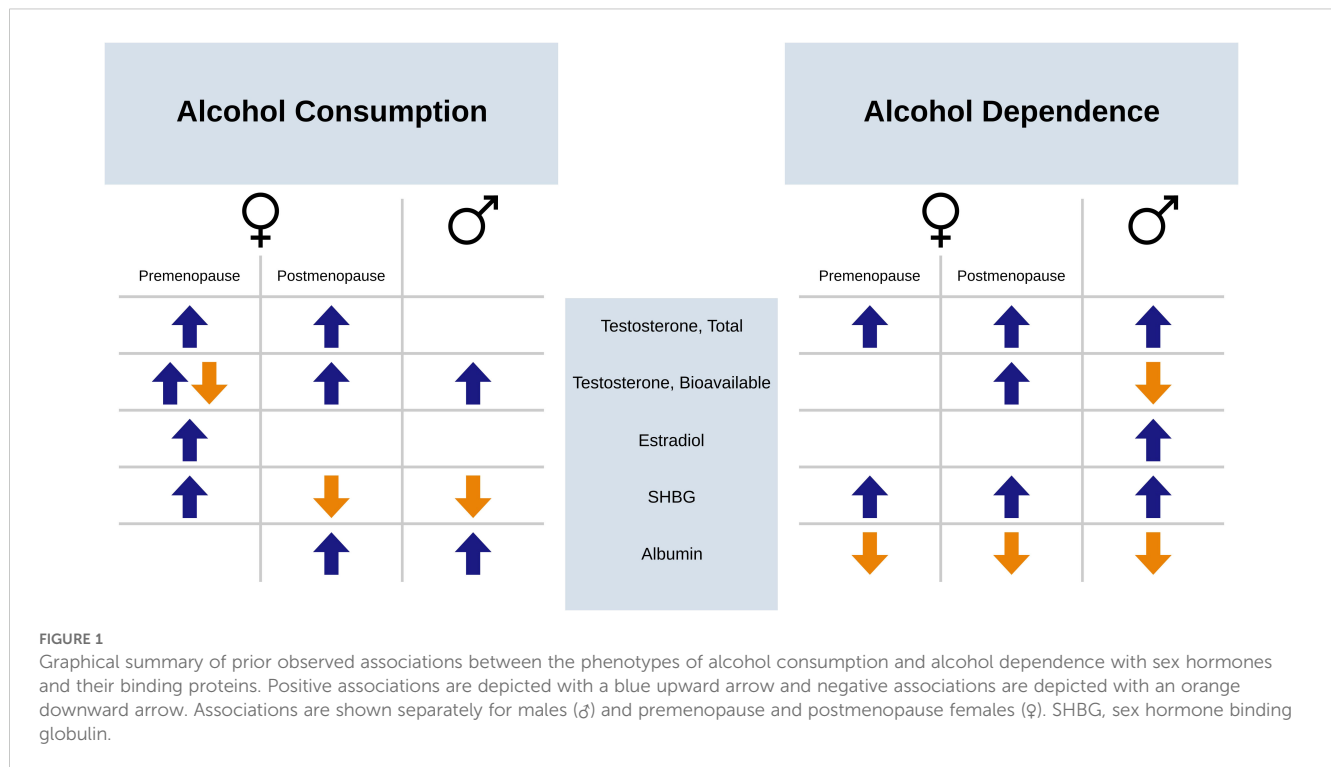 Alcohol Consumption
Alcohol Dependence
Premenopause
Postmenopause
Premenopause
Postmenopause
Testosterone, Total
Testosterone, Bioavailable
Estradiol
SHBG
Albumin
FIGURE 1
Graphical summary of prior observed associations between the phenotypes of alcohol consumption and alcohol dependence with sex hormones
and their binding proteins. Positive associations are depicted with a blue upward arrow and negative associations are depicted with an orange
downward arrow. Associations are shown separately for males (♂) and premenopause and postmenopause females (♀). SHBG, sex hormone binding
globulin.